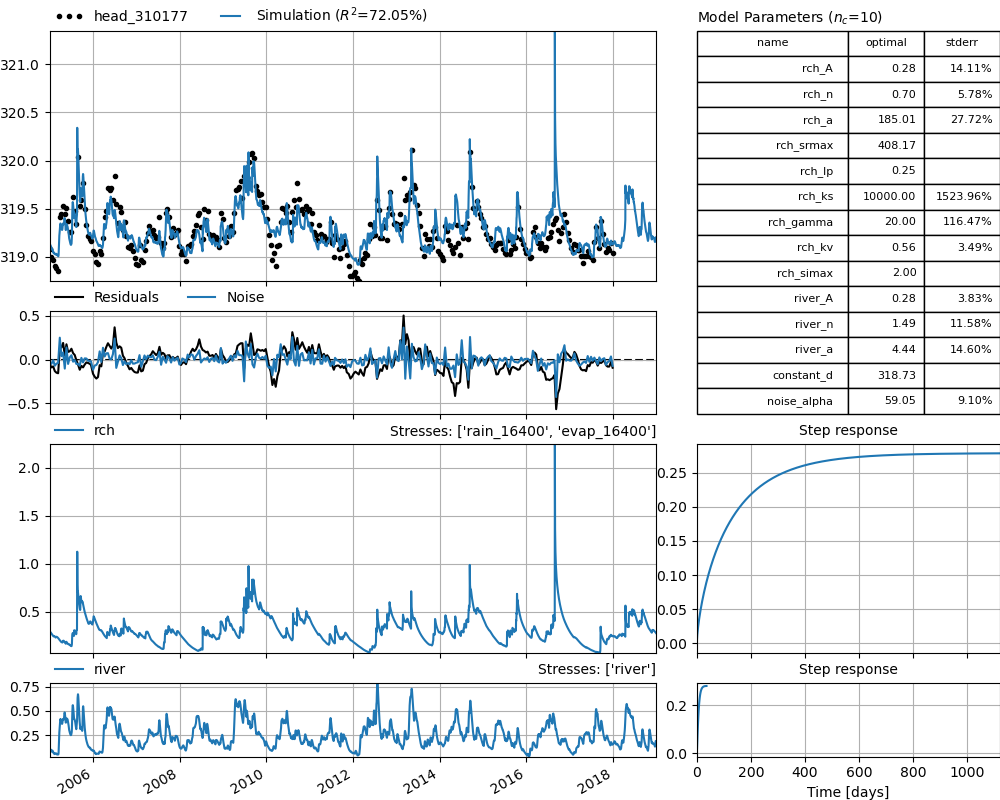 head_310177 Simulation (R²=72.05%)
Model Parameters (n_c=10)
321.0
320.5
320.0
319.5
319.0
name optimal stderr
rch_A 0.28 14.11%
rch_n 0.70 5.78%
rch_a 185.01 27.72%
rch_srmax 408.17
rch_lp 0.25
rch_ks 10000.00 1523.96%
rch_gamma 20.00 116.47%
rch_kv 0.56 3.49%
rch_simax 2.00
river_A 0.28 3.83%
river_n 1.49 11.58%
river_a 4.44 14.60%
constant_d 318.73
noise_alpha 59.05 9.10%
Residuals Noise
0.5
0.0
−0.5
rch Stresses: ['rain_16400', 'evap_16400']
2.0
1.5
1.0
0.5
Step response
0.25
0.20
0.15
0.10
0.05
0.00
river Stresses: ['river']
0.75
0.50
0.25
2006 2008 2010 2012 2014 2016 2018
Step response
0.2
0.0
0 200 400 600 800 1000
Time [days]